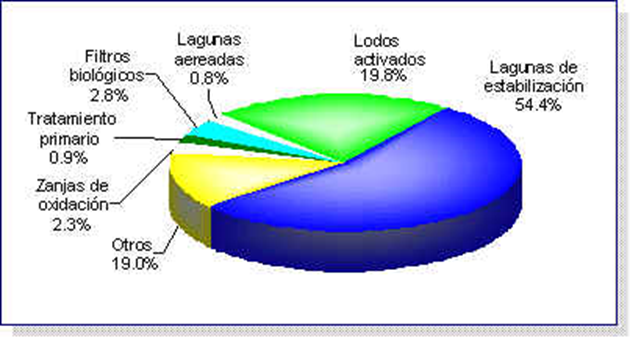 Lagunas
aereadas
0.8%
Lodos
activados
19.8%
Lagunas de
estabilización
54.4%
Filtros
biológicos
2.8%
Tratamiento
primario
0.9%
Zanjas de
oxidación
2.3%
Otros
19.0%